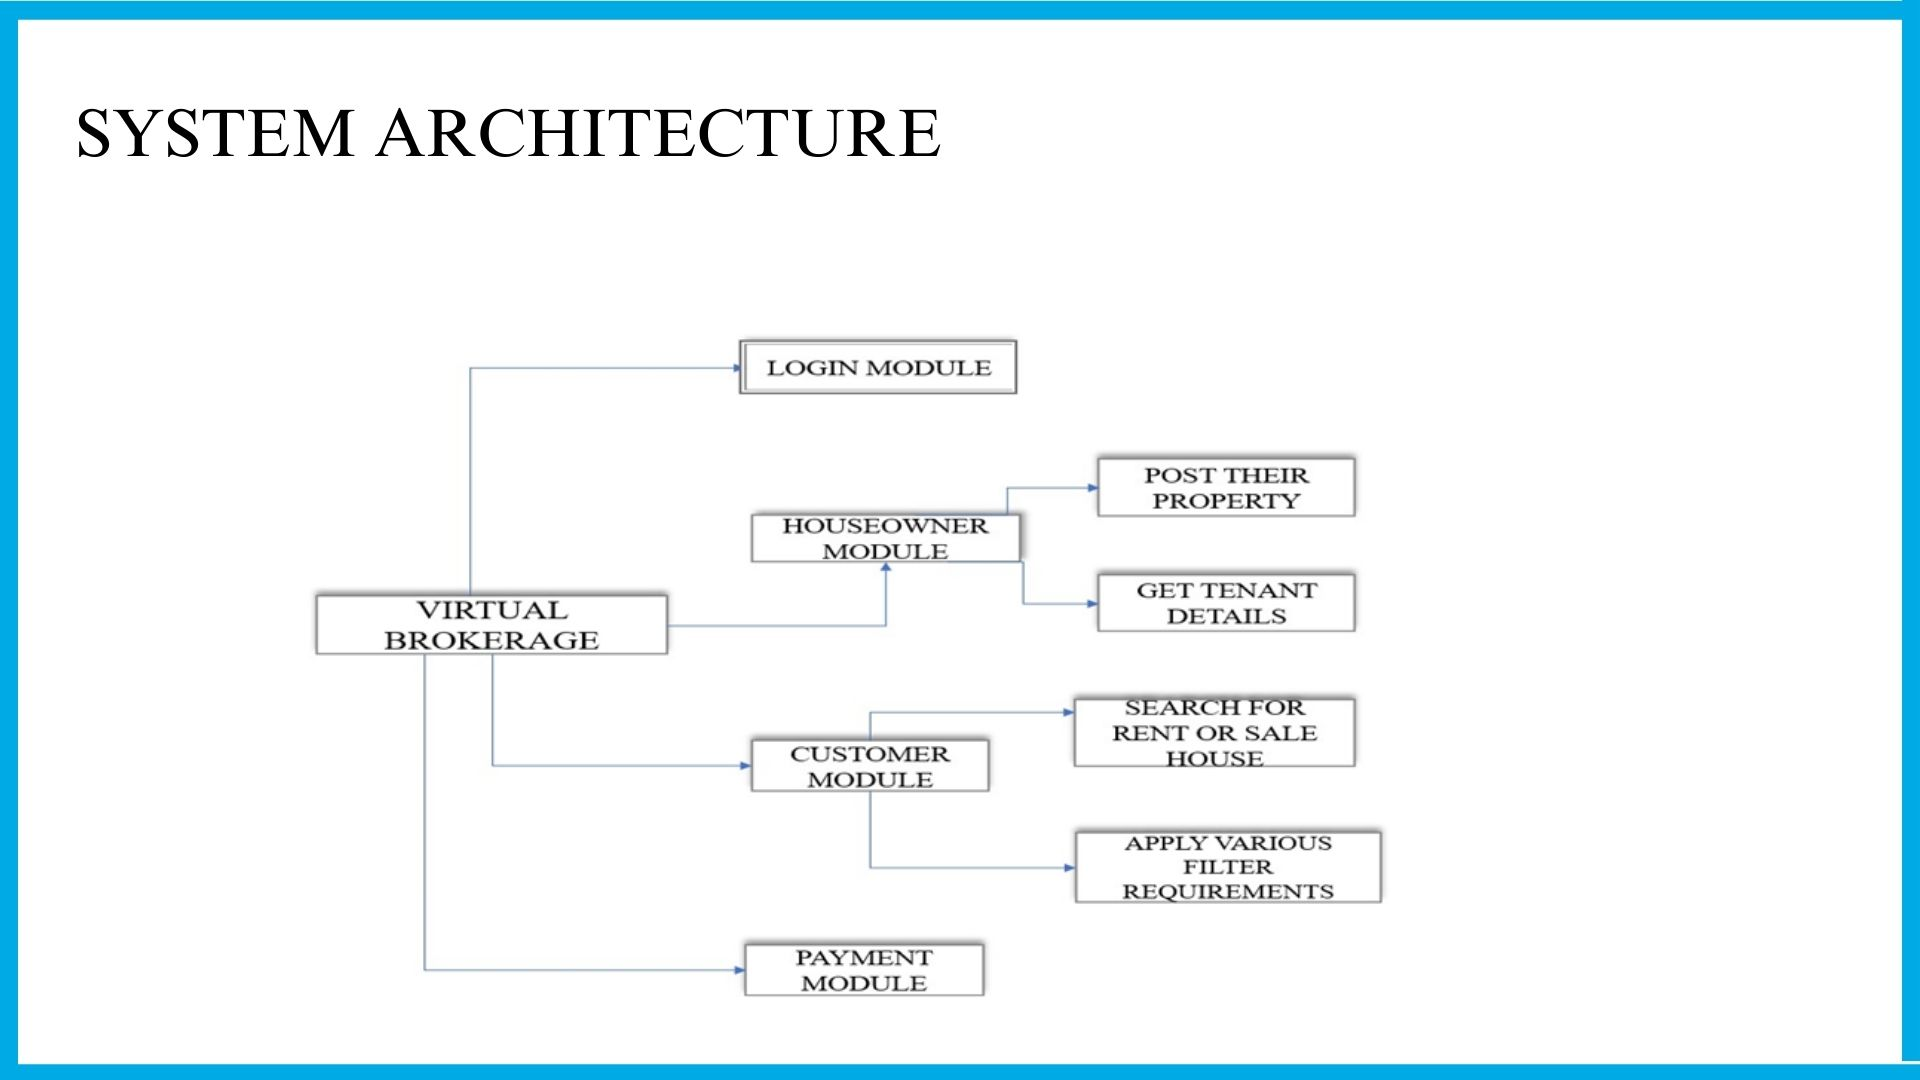 SYSTEM ARCHITECTURE
LOGIN MODULE
POST THEIR
PROPERTY
HOUSEOWNER
MODULE
GET TENANT
DETAILS
VIRTUAL
BROKERAGE
SEARCH FOR
RENT OR SALE
HOUSE
CUSTOMER
MODULE
APPLY VARIOUS
FILTER
REQUIREMENTS
PAYMENT
MODULE